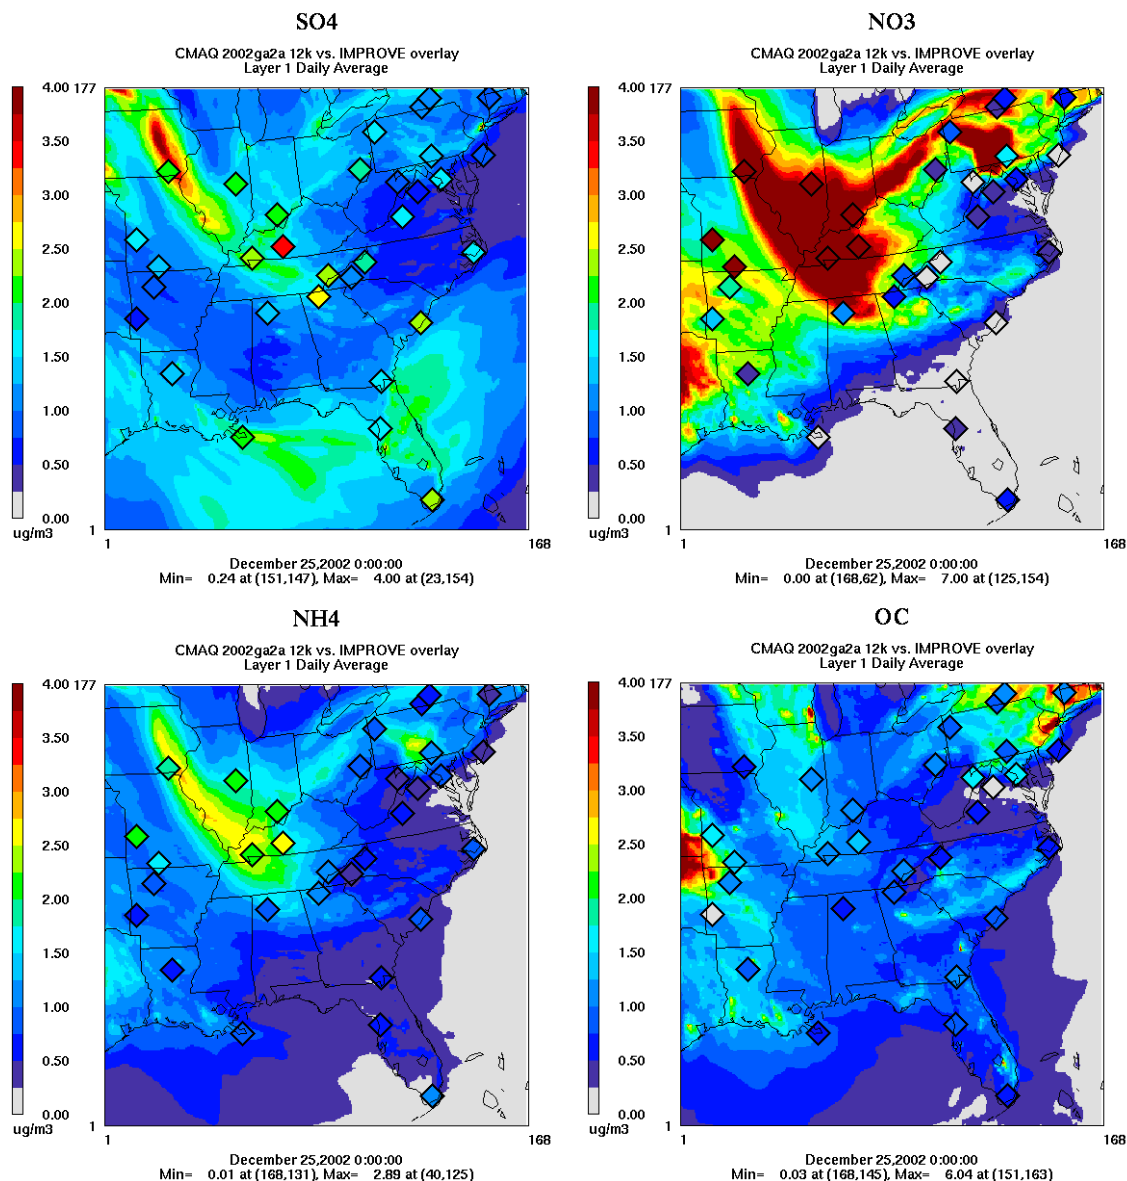 SO4
CMAQ 2002ga2a 12k vs. IMPROVE overlay
Layer 1 Daily Average
4.00 177
3.50
3.00
2.50
2.00
1.50
1.00
0.50
0.00
ug/m3
1
1 168
December 25,2002 0:00:00
Min= 0.24 at (151,147), Max= 4.00 at (23,154)
NO3
CMAQ 2002ga2a 12k vs. IMPROVE overlay
Layer 1 Daily Average
4.00 177
3.50
3.00
2.50
2.00
1.50
1.00
0.50
0.00
ug/m3
1
1 168
December 25,2002 0:00:00
Min= 0.00 at (168,62), Max= 7.00 at (125,154)
NH4
CMAQ 2002ga2a 12k vs. IMPROVE overlay
Layer 1 Daily Average
4.00 177
3.50
3.00
2.50
2.00
1.50
1.00
0.50
0.00
ug/m3
1
1 168
December 25,2002 0:00:00
Min= 0.01 at (168,131), Max= 2.89 at (40,125)
OC
CMAQ 2002ga2a 12k vs. IMPROVE overlay
Layer 1 Daily Average
4.00 177
3.50
3.00
2.50
2.00
1.50
1.00
0.50
0.00
ug/m3
1
1 168
December 25,2002 0:00:00
Min= 0.03 at (168,145), Max= 6.04 at (151,163)